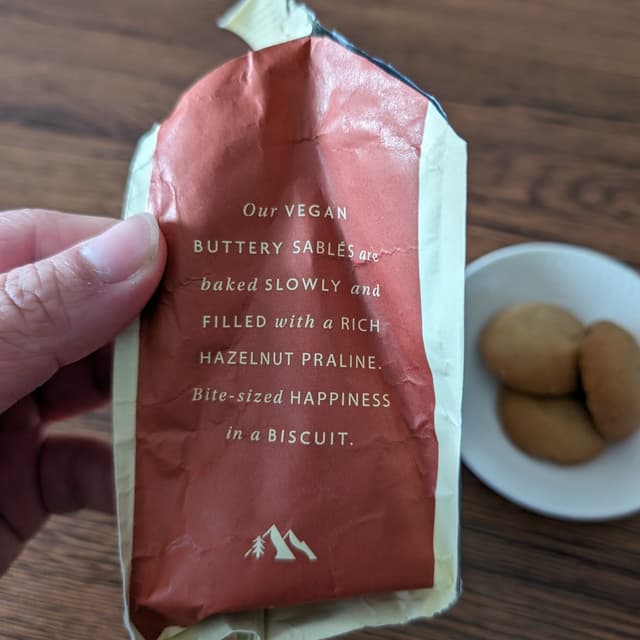 Our VEGAN
BUTTERY SABLÉS are
baked SLOWLY and
FILLED with a RICH
HAZELNUT PRALINE.
Bite-sized HAPPINESS
in a BISCUIT.